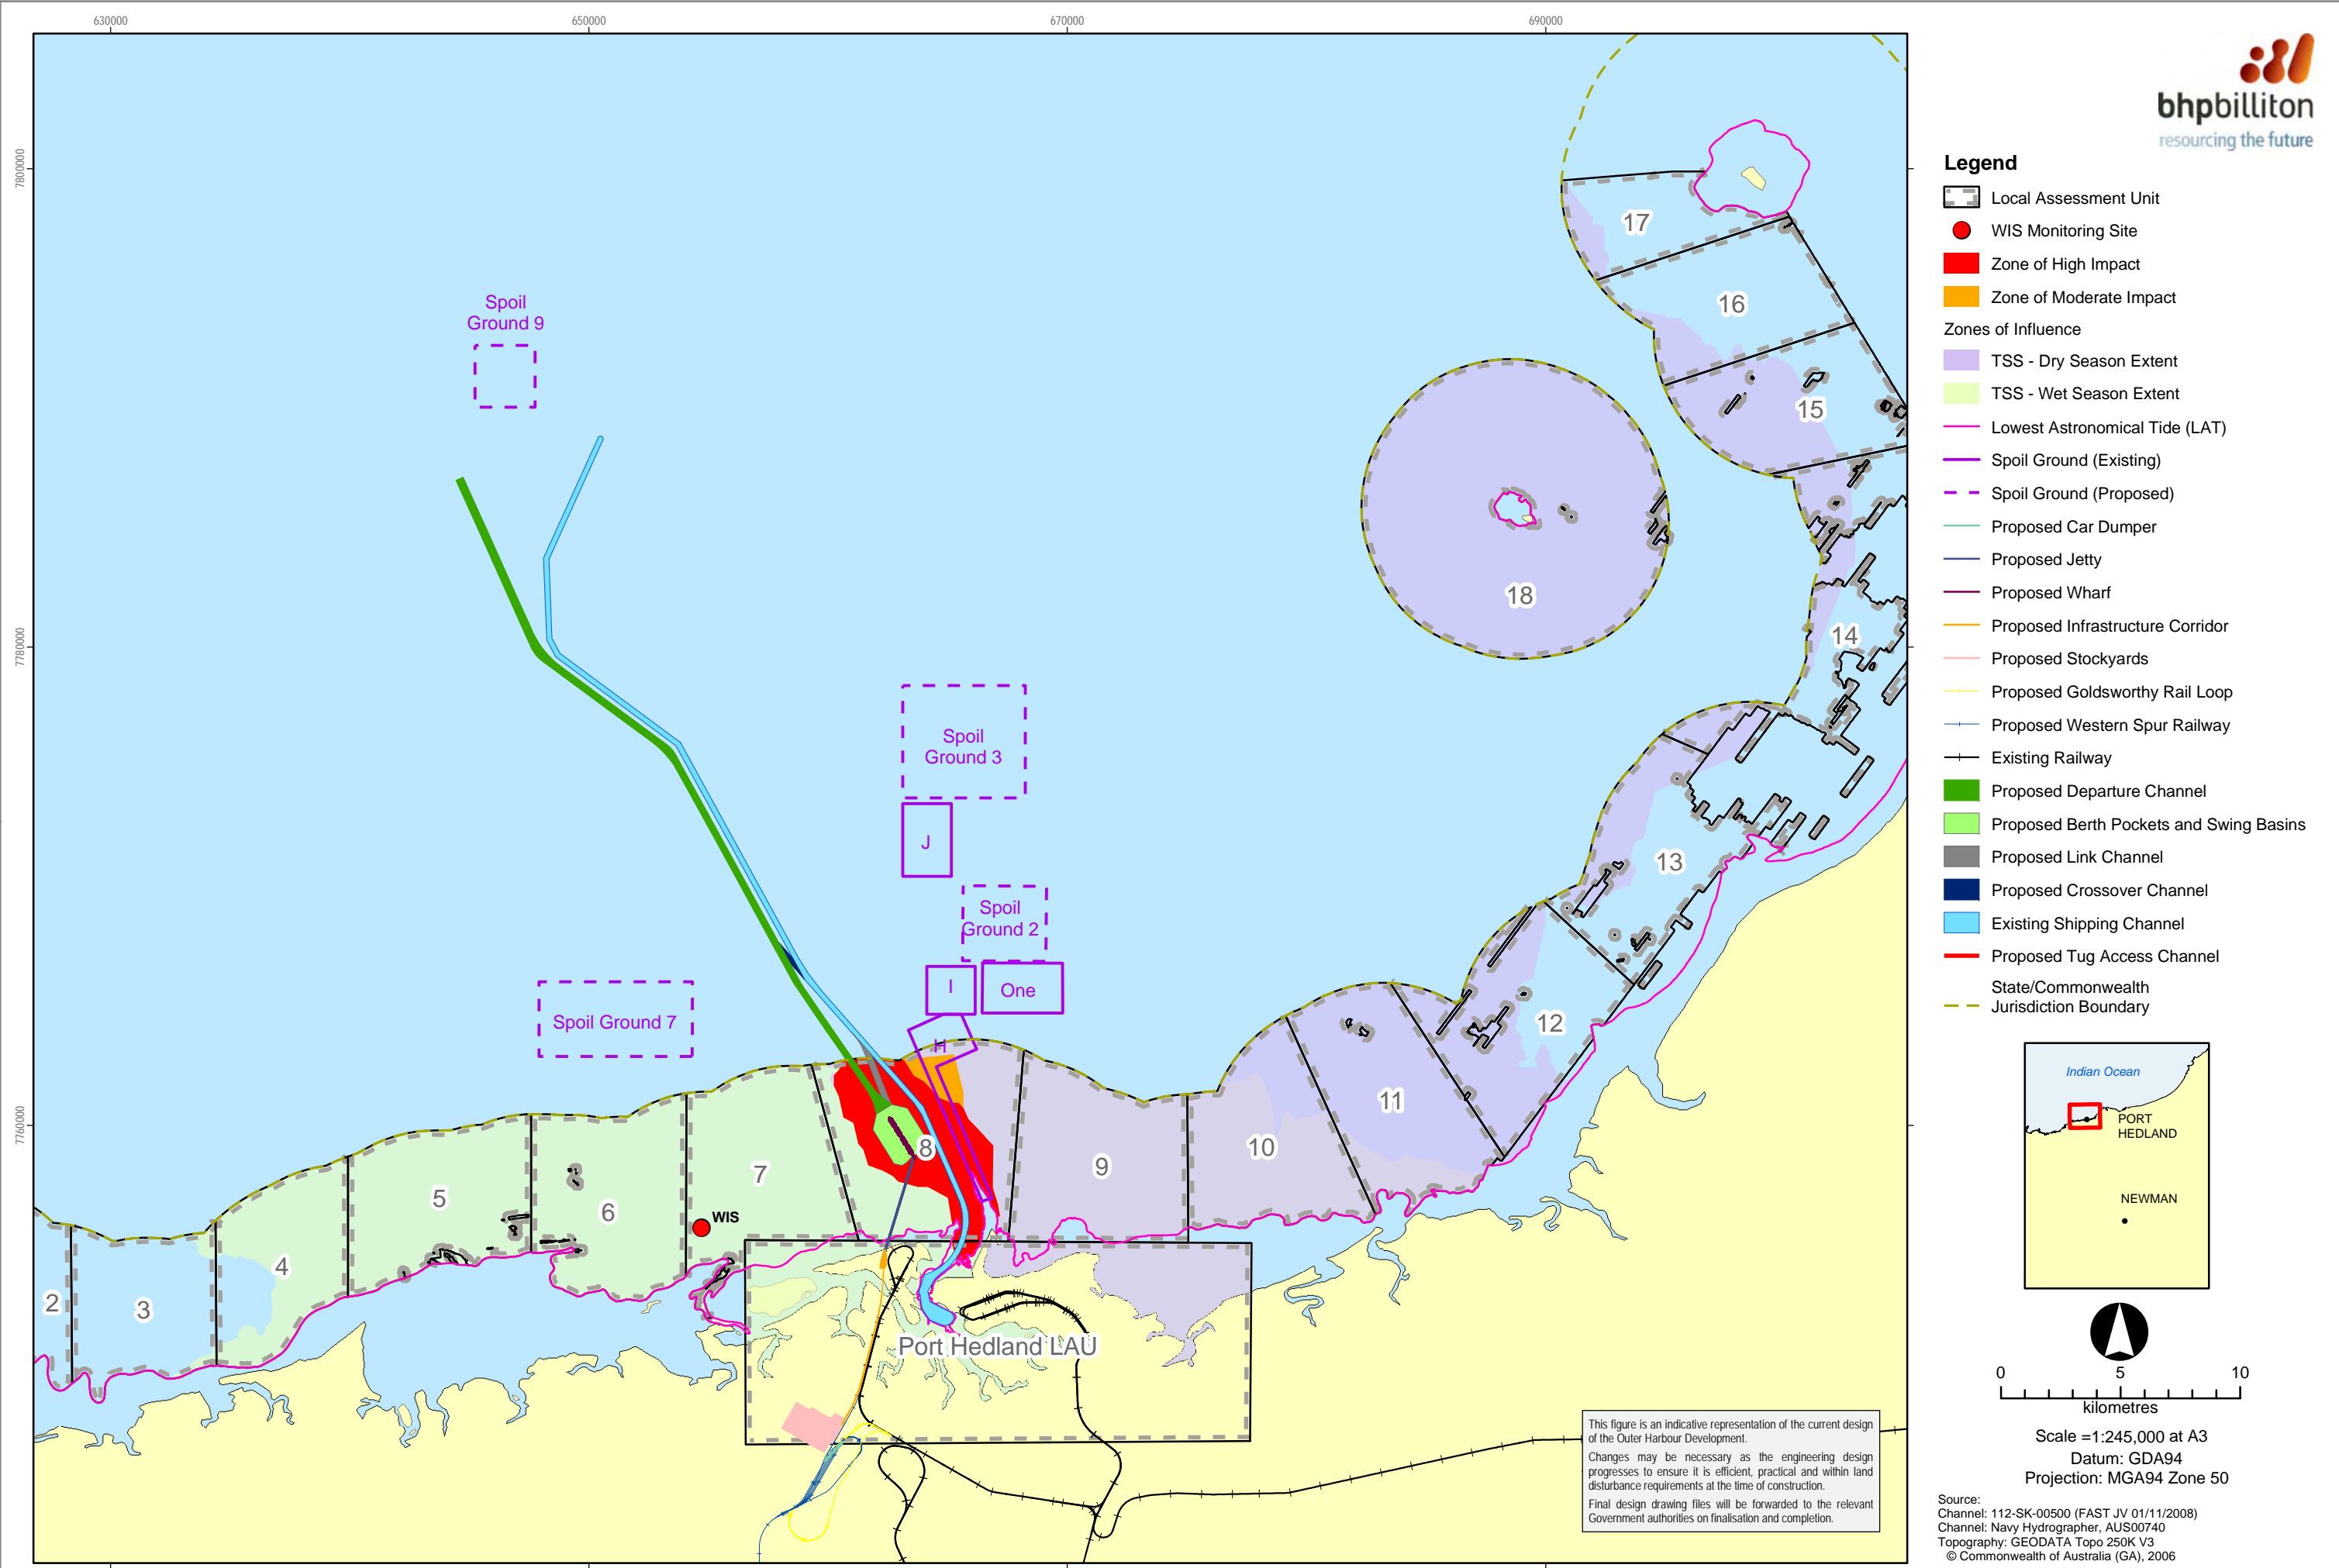 630000
650000
670000
690000
7800000
7780000
7760000
bhpbilliton
resourcing the future
Spoil
Ground 9
17
16
15
18
14
Spoil
Ground 3
J
13
Spoil
Ground 2
I
One
Spoil Ground 7
H
12
11
10
9
8
7
WIS
6
5
4
3
2
Port Hedland LAU
This figure is an indicative representation of the current design
of the Outer Harbour Development.
Changes may be necessary as the engineering design
progresses to ensure it is efficient, practical and within land
disturbance requirements at the time of construction.
Final design drawing files will be forwarded to the relevant
Government authorities on finalisation and completion.
Legend
Local Assessment Unit
WIS Monitoring Site
Zone of High Impact
Zone of Moderate Impact
Zones of Influence
TSS - Dry Season Extent
TSS - Wet Season Extent
Lowest Astronomical Tide (LAT)
Spoil Ground (Existing)
Spoil Ground (Proposed)
Proposed Car Dumper
Proposed Jetty
Proposed Wharf
Proposed Infrastructure Corridor
Proposed Stockyards
Proposed Goldsworthy Rail Loop
Proposed Western Spur Railway
Existing Railway
Proposed Departure Channel
Proposed Berth Pockets and Swing Basins
Proposed Link Channel
Proposed Crossover Channel
Existing Shipping Channel
Proposed Tug Access Channel
State/Commonwealth
Jurisdiction Boundary
Indian Ocean
PORT
HEDLAND
NEWMAN
0 5 10
kilometres
Scale =1:245,000 at A3
Datum: GDA94
Projection: MGA94 Zone 50
Source:
Channel: 112-SK-00500 (FAST JV 01/11/2008)
Channel: Navy Hydrographer, AUS00740
Topography: GEODATA Topo 250K V3
© Commonwealth of Australia (GA), 2006